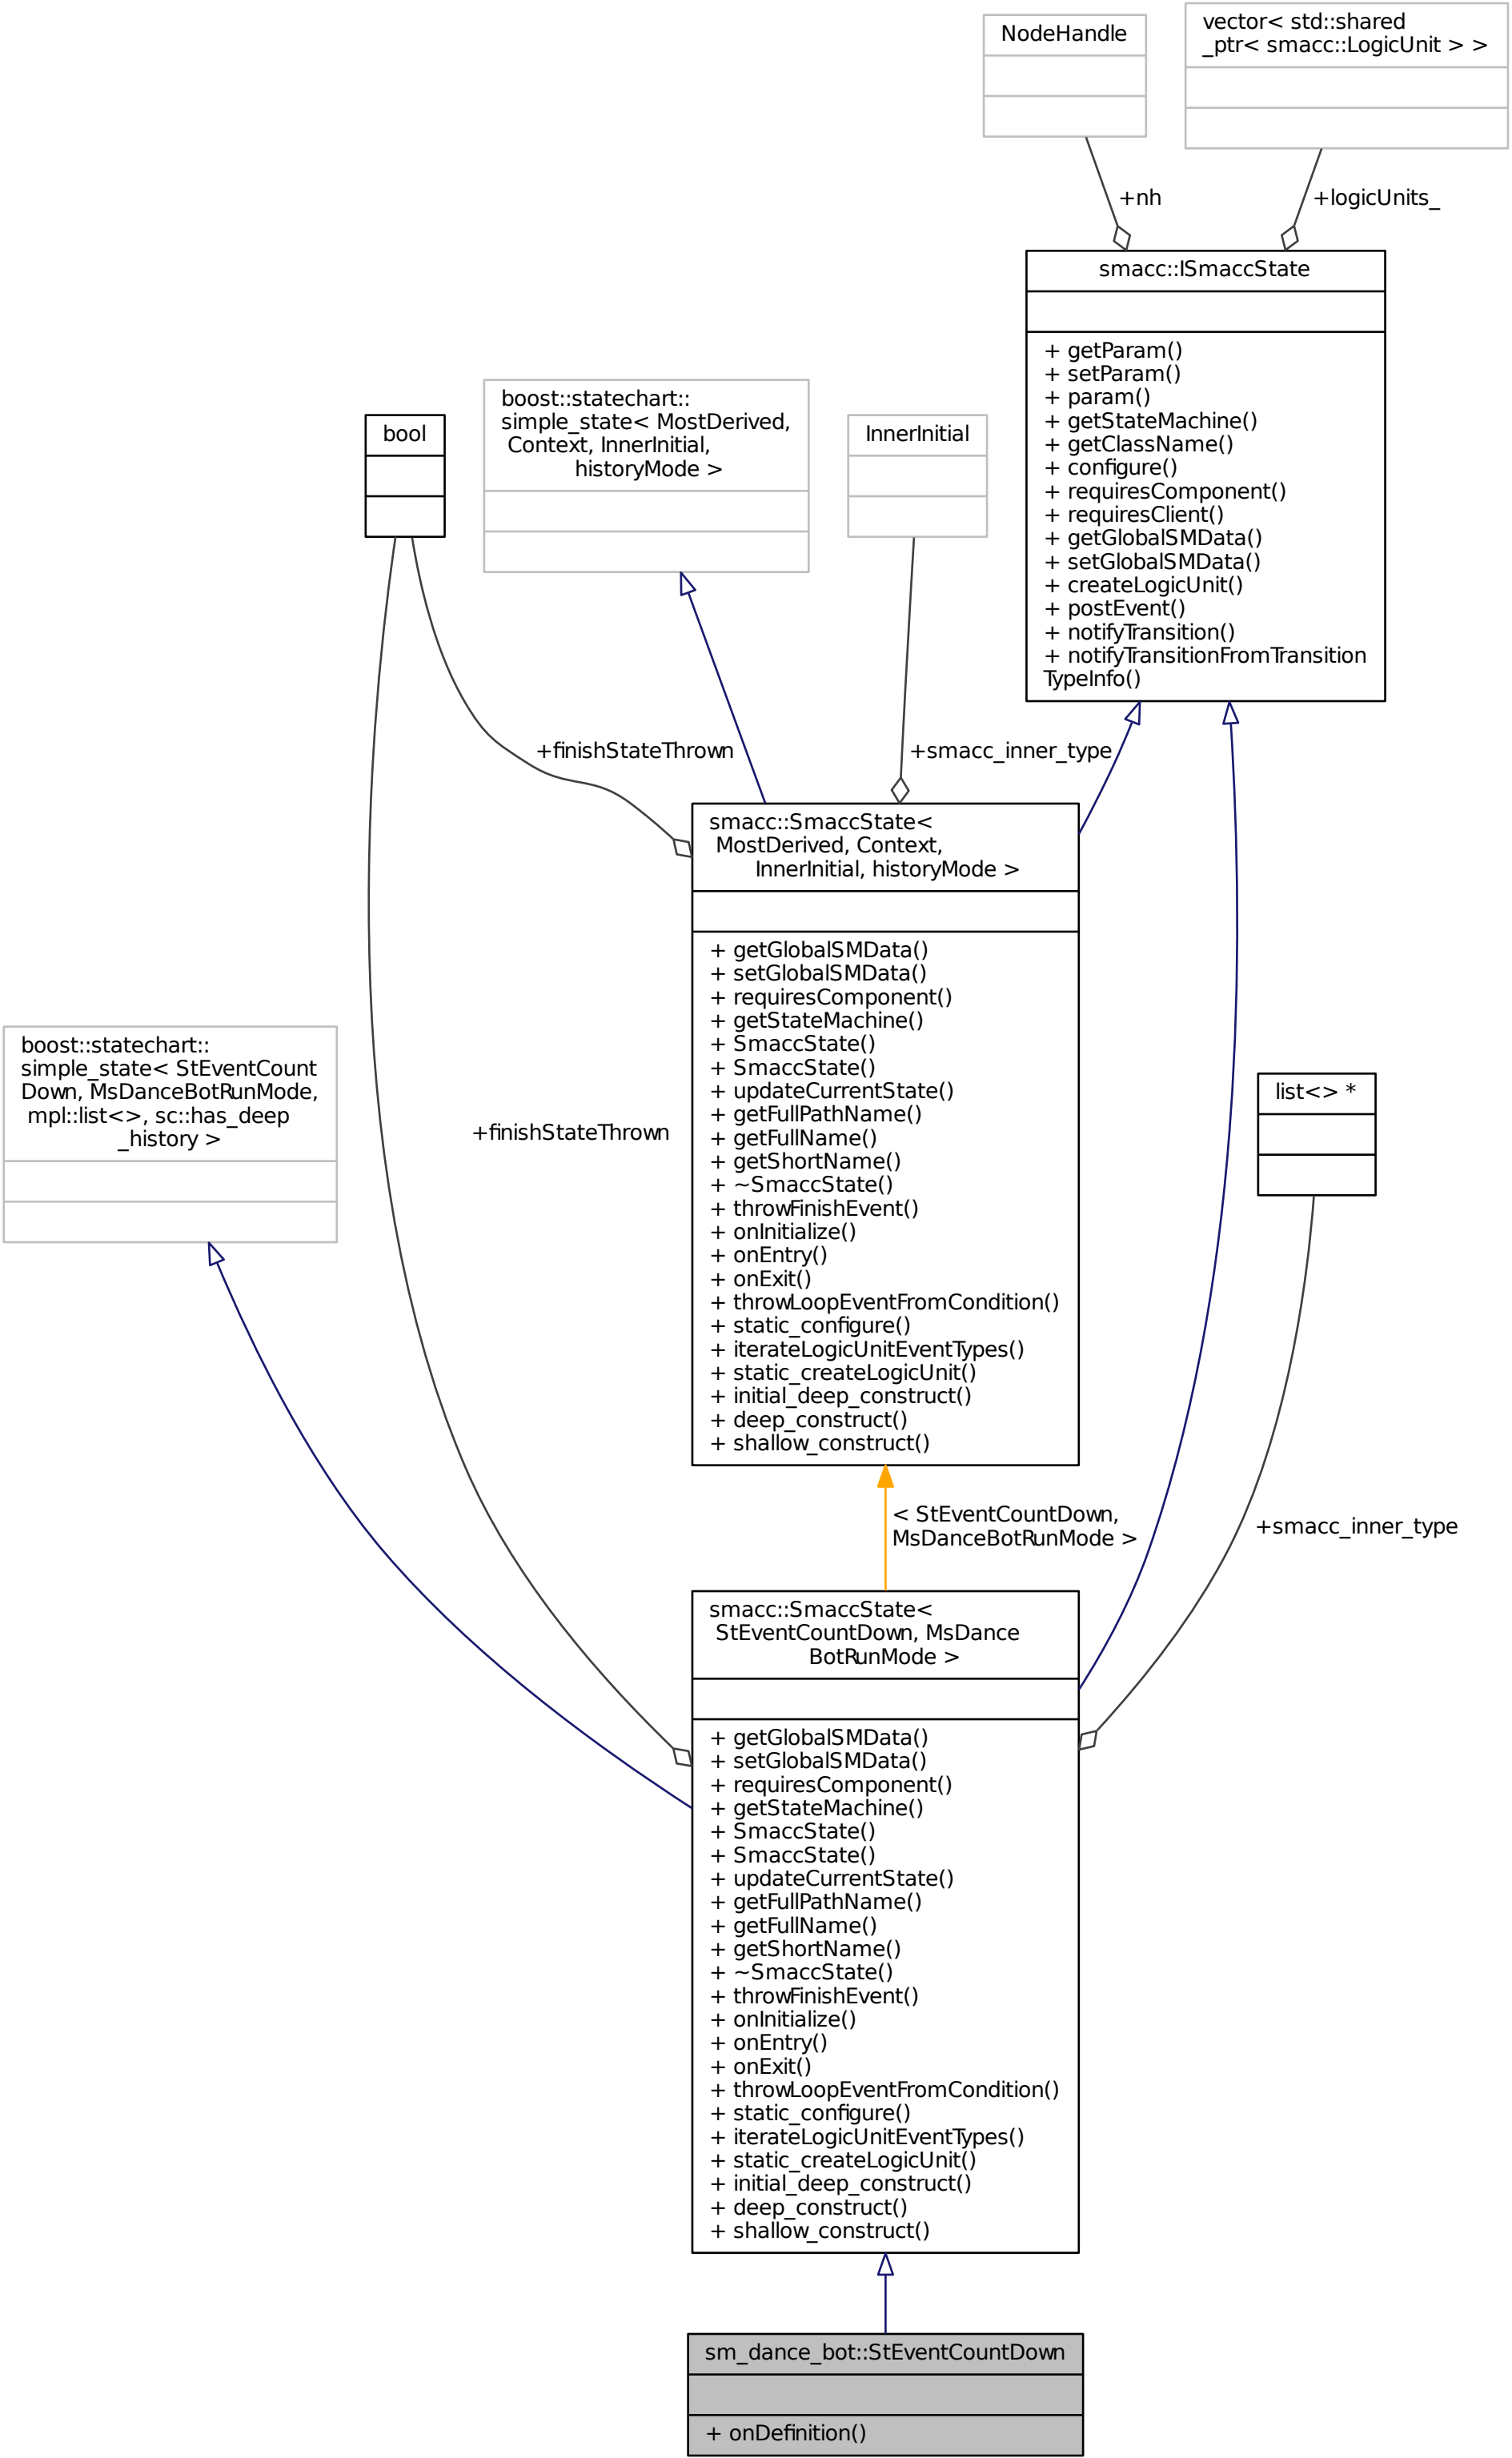 NodeHandle
vector< std::shared
_ptr< smacc::LogicUnit > >
+nh
+logicUnits_
smacc::ISmaccState
+ getParam()
+ setParam()
+ param()
+ getStateMachine()
+ getClassName()
+ configure()
+ requiresComponent()
+ requiresClient()
+ getGlobalSMData()
+ setGlobalSMData()
+ createLogicUnit()
+ postEvent()
+ notifyTransition()
+ notifyTransitionFromTransition
TypeInfo()
bool
boost::statechart::
simple_state< MostDerived,
Context, InnerInitial,
historyMode >
InnerInitial
+finishStateThrown
+smacc_inner_type
smacc::SmaccState<
MostDerived, Context,
InnerInitial, historyMode >
+ getGlobalSMData()
+ setGlobalSMData()
+ requiresComponent()
+ getStateMachine()
+ SmaccState()
+ SmaccState()
+ updateCurrentState()
+ getFullPathName()
+ getFullName()
+ getShortName()
+ ~SmaccState()
+ throwFinishEvent()
+ onInitialize()
+ onEntry()
+ onExit()
+ throwLoopEventFromCondition()
+ static_configure()
+ iterateLogicUnitEventTypes()
+ static_createLogicUnit()
+ initial_deep_construct()
+ deep_construct()
+ shallow_construct()
boost::statechart::
simple_state< StEventCount
Down, MsDanceBotRunMode,
mpl::list<>, sc::has_deep
_history >
+finishStateThrown
list<> *
< StEventCountDown,
MsDanceBotRunMode >
+smacc_inner_type
smacc::SmaccState<
StEventCountDown, MsDance
BotRunMode >
+ getGlobalSMData()
+ setGlobalSMData()
+ requiresComponent()
+ getStateMachine()
+ SmaccState()
+ SmaccState()
+ updateCurrentState()
+ getFullPathName()
+ getFullName()
+ getShortName()
+ ~SmaccState()
+ throwFinishEvent()
+ onInitialize()
+ onEntry()
+ onExit()
+ throwLoopEventFromCondition()
+ static_configure()
+ iterateLogicUnitEventTypes()
+ static_createLogicUnit()
+ initial_deep_construct()
+ deep_construct()
+ shallow_construct()
sm_dance_bot::StEventCountDown
+ onDefinition()